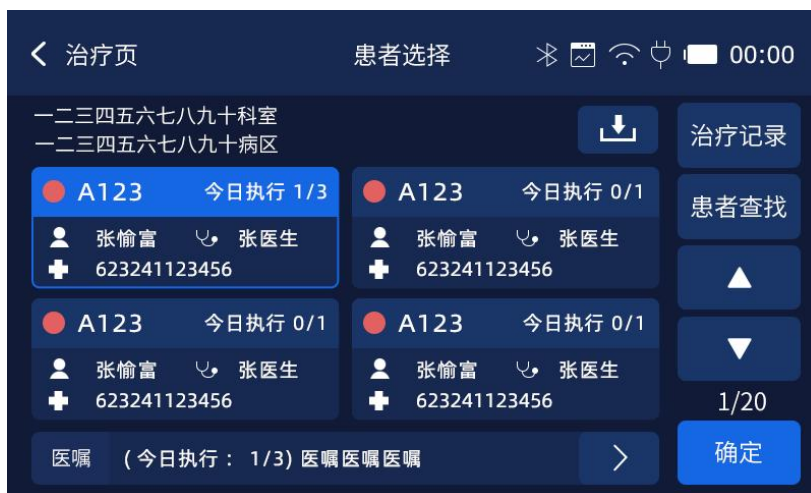 治疗页
患者选择
00:00
一二三四五六七八九十科室
一二三四五六七八九十病区
治疗记录
患者查找
A123 今日执行 1/3
张愉富 张医生
623241123456
A123 今日执行 0/1
张愉富 张医生
623241123456
A123 今日执行 0/1
张愉富 张医生
623241123456
A123 今日执行 0/1
张愉富 张医生
623241123456
1/20
医嘱 (今日执行： 1/3) 医嘱医嘱医嘱
确定